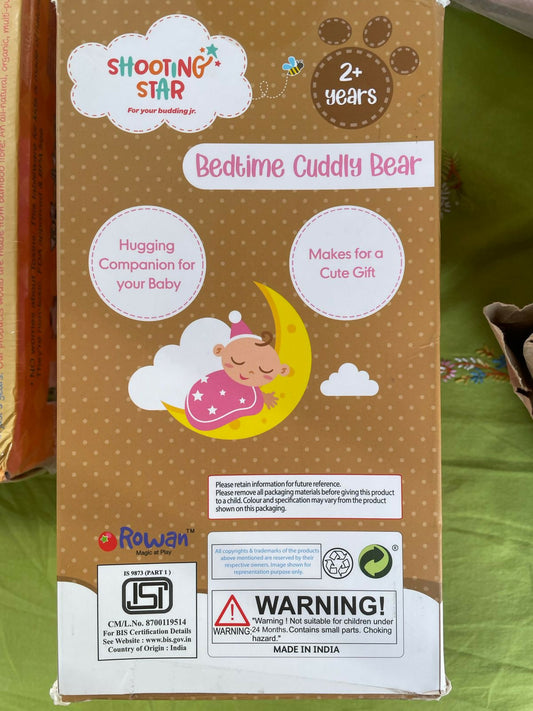 SHOOTING
STAR
For your budding jr.
2+
years
Bedtime Cuddly Bear
Hugging
Companion for
your Baby
Makes for a
Cute Gift
Please retain information for future reference.
Please remove all packaging materials before giving this product
to a child. Colour and specification may vary from the product
shown on this packaging.
Rowan™
Magic at Play
All copyrights & trademarks of the products
above mentioned are reserved by their
respective owners. Image shown for
representation purpose only.
®
IS 9873 (PART 1 )
ISI
CM/L.No. 8700119514
For BIS Certification Details
See Website : www.bis.gov.in
Country of Origin : India
WARNING!
WARNING:
"Warning ! Not suitable for children under
24 Months.Contains small parts. Choking
hazard."
MADE IN INDIA